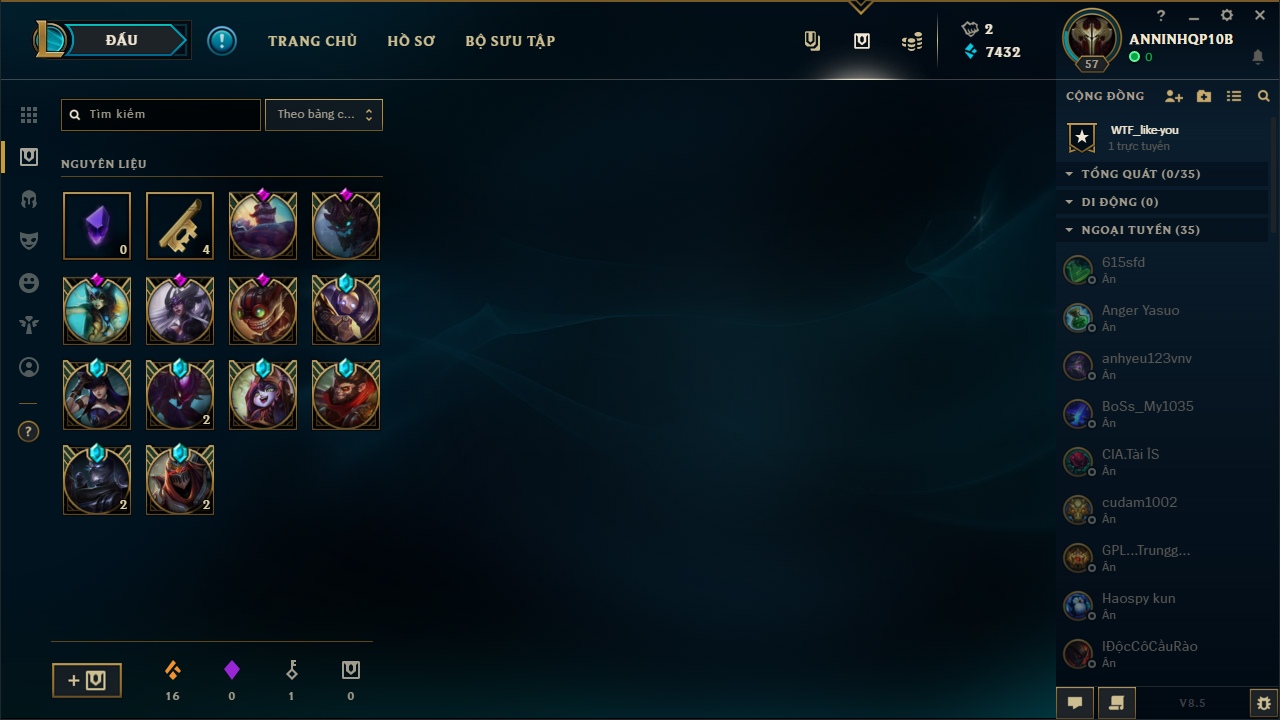 ĐẤU
TRANG CHỦ
HỒ SƠ
BỘ SƯU TẬP
2
7432
57
ANNINHQP10B
0
Tìm kiếm
Theo bảng c...
NGUYÊN LIỆU
0
4
2
2
2
16
0
1
0
CỘNG ĐỒNG
WTF_like-you
1 trực tuyến
TỔNG QUÁT (0/35)
DI ĐỘNG (0)
NGOẠI TUYẾN (35)
615sfd
Ẩn
Anger Yasuo
Ẩn
anhyeu123vnv
Ẩn
BoSs_My1035
Ẩn
CIA.Tài ÍS
Ẩn
cudam1002
Ẩn
GPL...Trungg...
Ẩn
Haospy kun
Ẩn
lĐộcCôCầuRào
Ẩn
V8.5